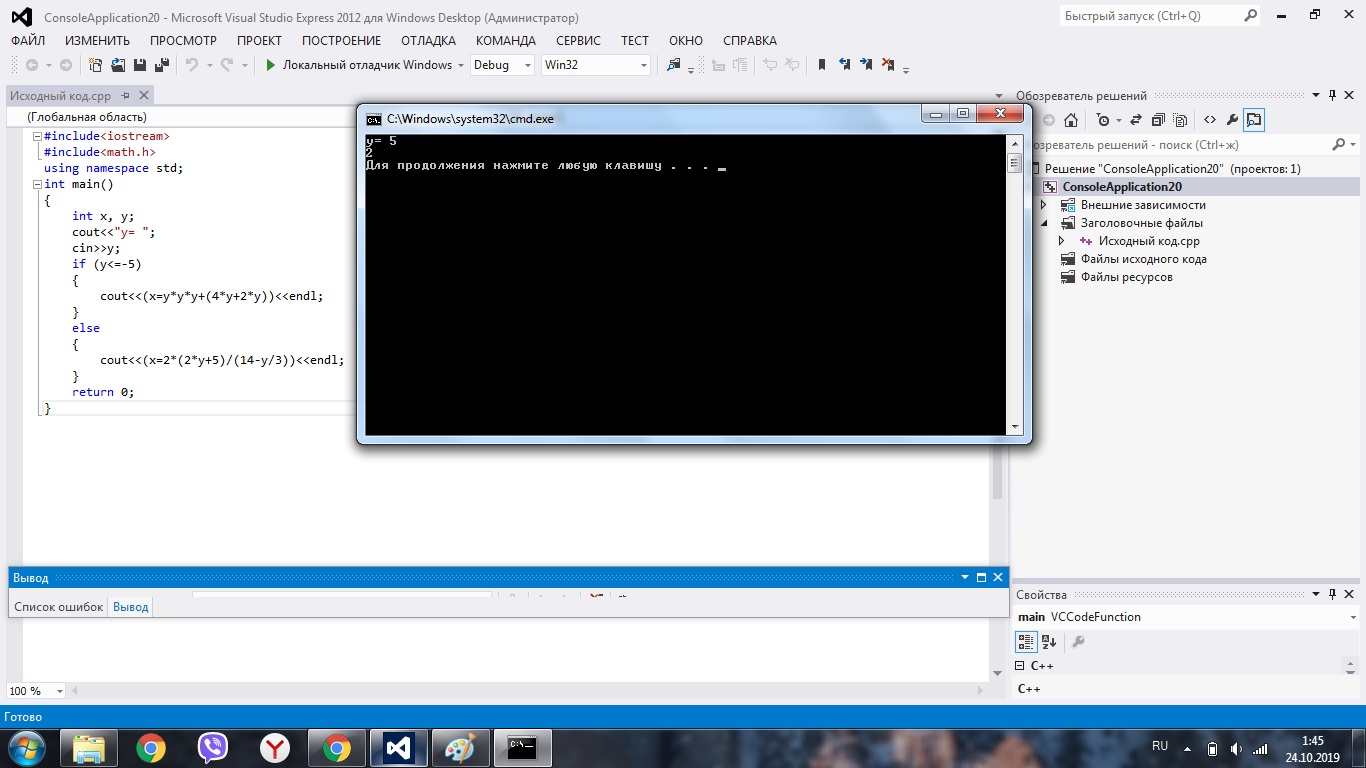 ConsoleApplication20 - Microsoft Visual Studio Express 2012 для Windows Desktop (Администратор)
Быстрый запуск (Ctrl+Q)
ФАЙЛ ИЗМЕНИТЬ ПРОСМОТР ПРОЕКТ ПОСТРОЕНИЕ ОТЛАДКА КОМАНДА СЕРВИС ТЕСТ ОКНО СПРАВКА
Локальный отладчик Windows Debug Win32
Исходный код.cpp
(Глобальная область)
#include<iostream>
#include<math.h>
using namespace std;
int main()
{
int x, y;
cout<<"y= ";
cin>>y;
if (y<=-5)
{
cout<<(x=y*y*y+(4*y+2*y))<<endl;
}
else
{
cout<<(x=2*(2*y+5)/(14-y/3))<<endl;
}
return 0;
}
C:\Windows\system32\cmd.exe
y= 5
2
Для продолжения нажмите любую клавишу . . . _
Обозреватель решений
озреватель решений - поиск (Ctrl+ж)
Решение "ConsoleApplication20" (проектов: 1)
ConsoleApplication20
Внешние зависимости
Заголовочные файлы
Исходный код.cpp
Файлы исходного кода
Файлы ресурсов
Вывод
Список ошибок Вывод
Свойства
main VCCodeFunction
C++
C++
100 %
Готово
RU
1:45
24.10.2019